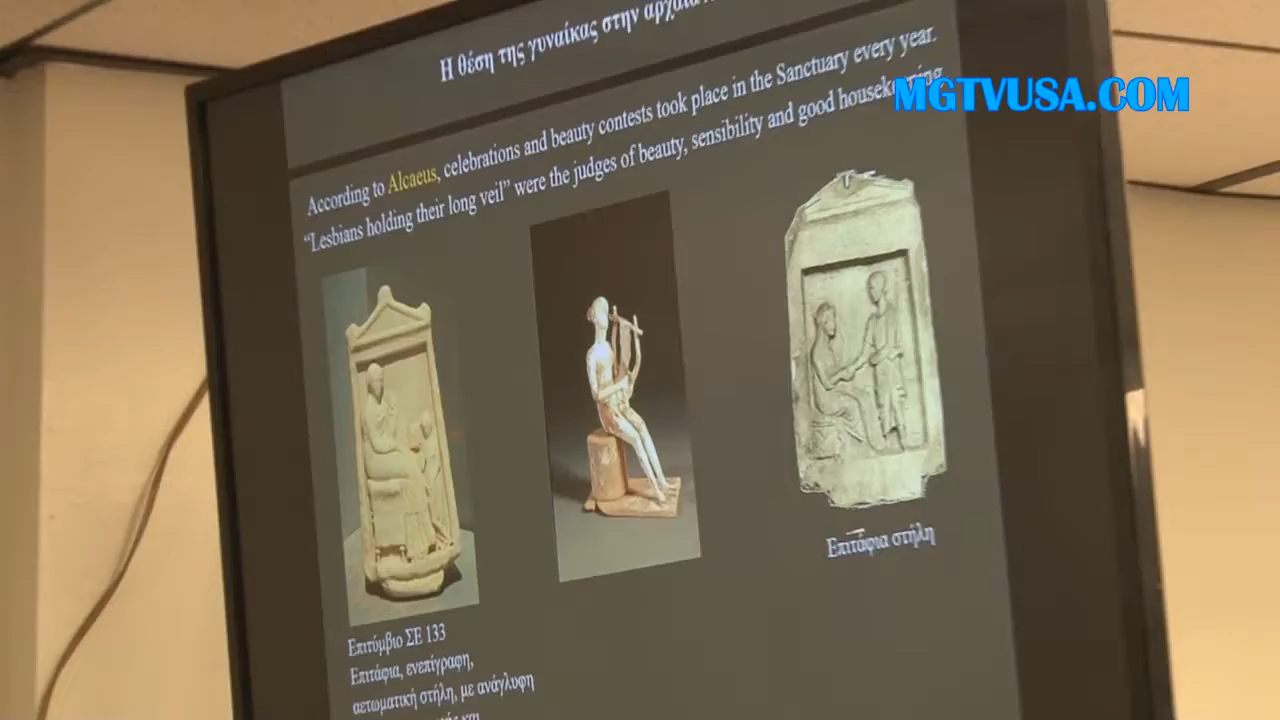 Η θέση της γυναίκας στην
MGTVUSA.COM
According to Alcaeus, celebrations and beauty contests took place in the Sanctuary every year.
“Lesbians holding their long veil” were the judges of beauty, sensibility and good
Επιτάφια στήλη
Επιτύμβιο ΣΕ 133
Επιτάφια, ενεπίγραφη,
αετωματική στήλη, με ανάγλυφη